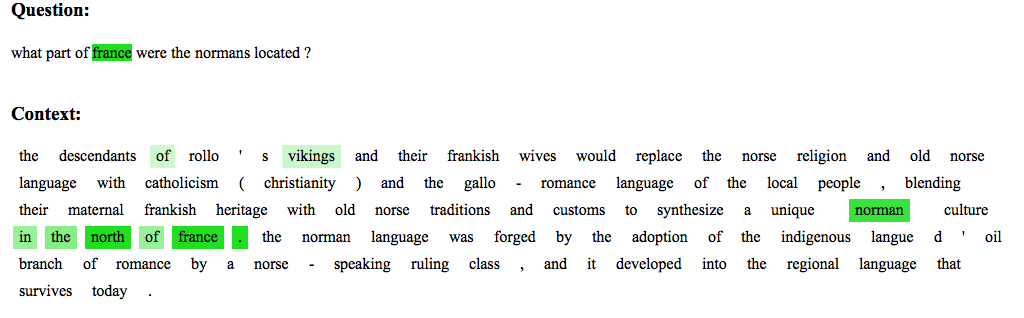 Question:
what part of france were the normans located ?
Context:
the descendants of rollo ' s vikings and their frankish wives would replace the norse religion and old norse
language with catholicism ( christianity ) and the gallo - romance language of the local people , blending
their maternal frankish heritage with old norse traditions and customs to synthesize a unique norman culture
in the north of france . the norman language was forged by the adoption of the indigenous langue d ' oil
branch of romance by a norse - speaking ruling class , and it developed into the regional language that
survives today .